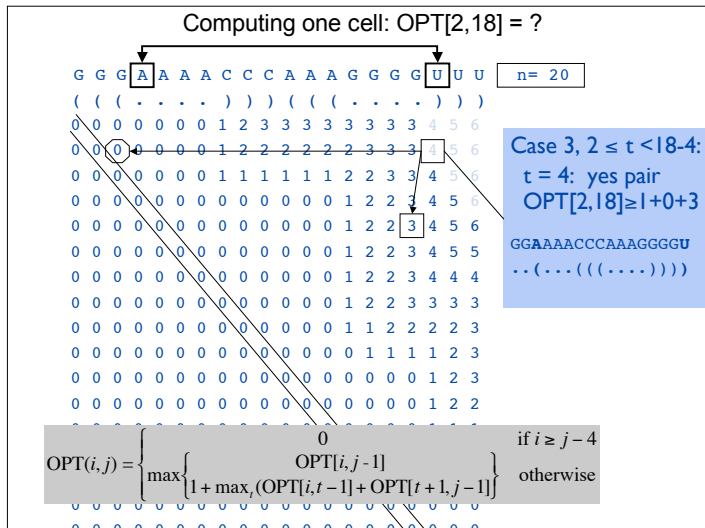 Computing one cell: OPT[2,18] = ?
G G G A A A A C C C A A A G G G G U U U
n= 20
( ( ( . . . . ) ) ) ( ( ( . . . . ) ) )
0 0 0 0 0 0 0 1 2 3 3 3 3 3 3 3 3 4 5 6
0 0 0 0 0 0 0 1 2 2 2 2 2 2 3 3 3 4 5 6
0 0 0 0 0 0 0 1 1 1 1 1 1 2 2 3 3 4 5 6
0 0 0 0 0 0 0 0 0 0 0 0 0 1 2 2 3 4 5 6
0 0 0 0 0 0 0 0 0 0 0 0 0 1 2 2 3 4 5 6
0 0 0 0 0 0 0 0 0 0 0 0 0 1 2 2 3 4 5 5
0 0 0 0 0 0 0 0 0 0 0 0 0 1 2 2 3 4 4 4
0 0 0 0 0 0 0 0 0 0 0 0 0 1 2 2 3 3 3 3
0 0 0 0 0 0 0 0 0 0 0 0 0 1 1 2 2 2 2 3
0 0 0 0 0 0 0 0 0 0 0 0 0 0 1 1 1 1 2 3
0 0 0 0 0 0 0 0 0 0 0 0 0 0 0 0 0 1 2 3
0 0 0 0 0 0 0 0 0 0 0 0 0 0 0 0 0 1 2 2
Case 3, 2 ≤ t <18-4:
t = 4: yes pair
OPT[2,18]≥1+0+3
GGAAAACCCAAAGGGGU
..(...(((....))))
OPT(i, j) = { 0 if i ≥ j − 4
max { OPT[i, j -1]
1 + max_t (OPT[i, t −1] + OPT[t +1, j −1]) } otherwise